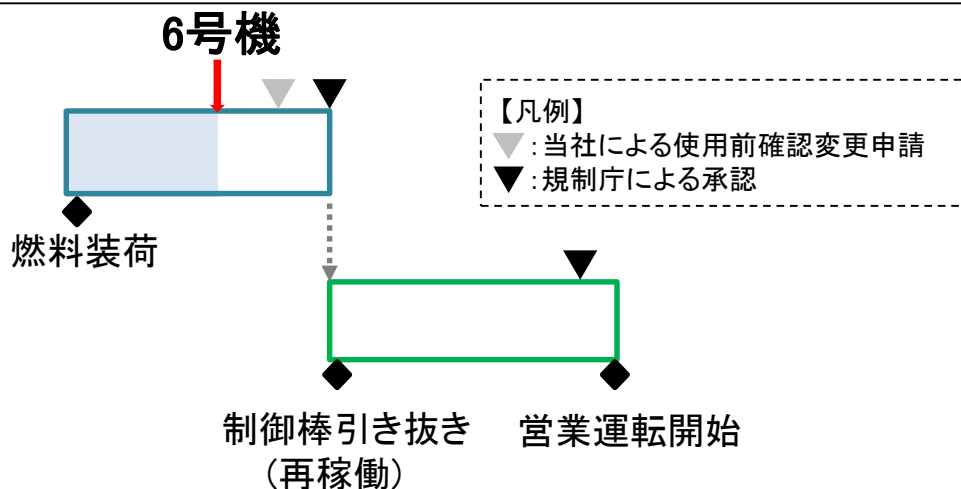 6号機
【凡例】
▼:当社による使用前確認変更申請
▼:規制庁による承認
燃料装荷
制御棒引き抜き
(再稼働)
営業運転開始